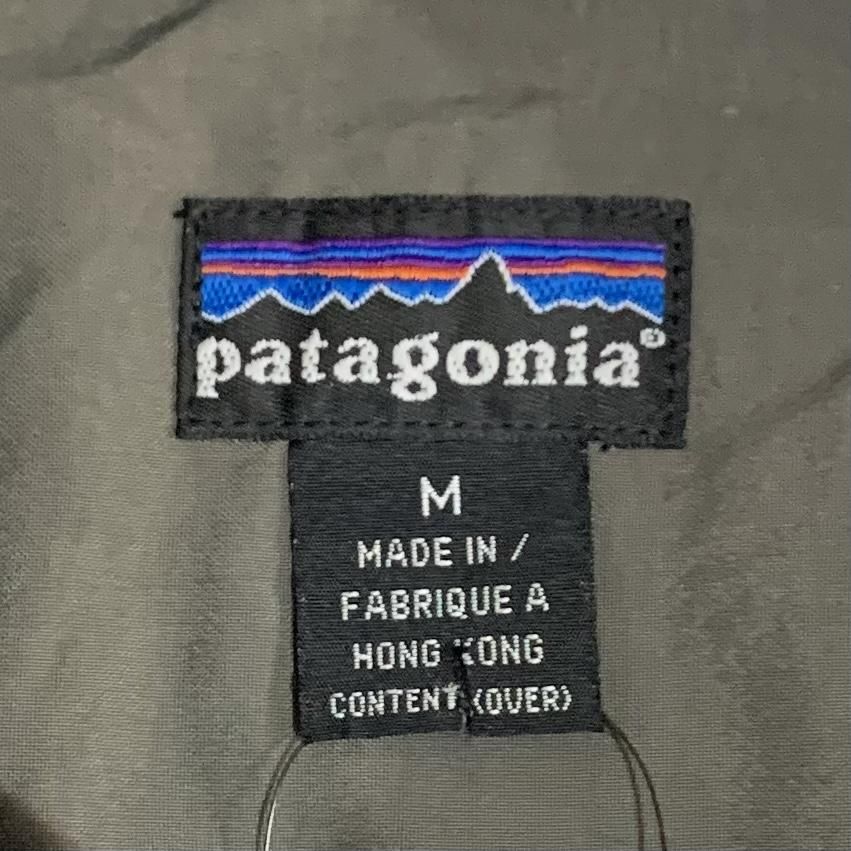 patagonia®
M
MADE IN /
FABRIQUE A
HONG KONG
CONTENT (OVER)